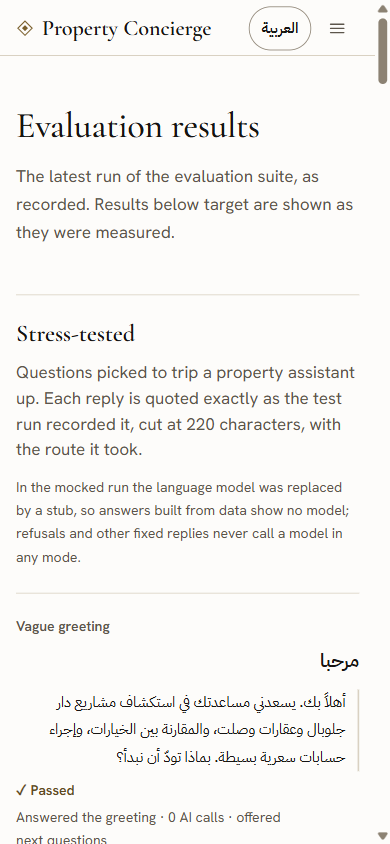 Property Concierge
العربية
Evaluation results
The latest run of the evaluation suite, as
recorded. Results below target are shown as
they were measured.
Stress-tested
Questions picked to trip a property assistant
up. Each reply is quoted exactly as the test
run recorded it, cut at 220 characters, with
the route it took.
In the mocked run the language model was replaced
by a stub, so answers built from data show no model;
refusals and other fixed replies never call a model in
any mode.
Vague greeting
مرحبا
أهلاً بك. يسعدني مساعدتك في استكشاف مشاريع دار
جلوبال وعقارات وصلت، والمقارنة بين الخيارات، وإجراء
حسابات سعرية بسيطة. بماذا تودّ أن نبدأ؟
✓ Passed
Answered the greeting · 0 AI calls · offered
next questions